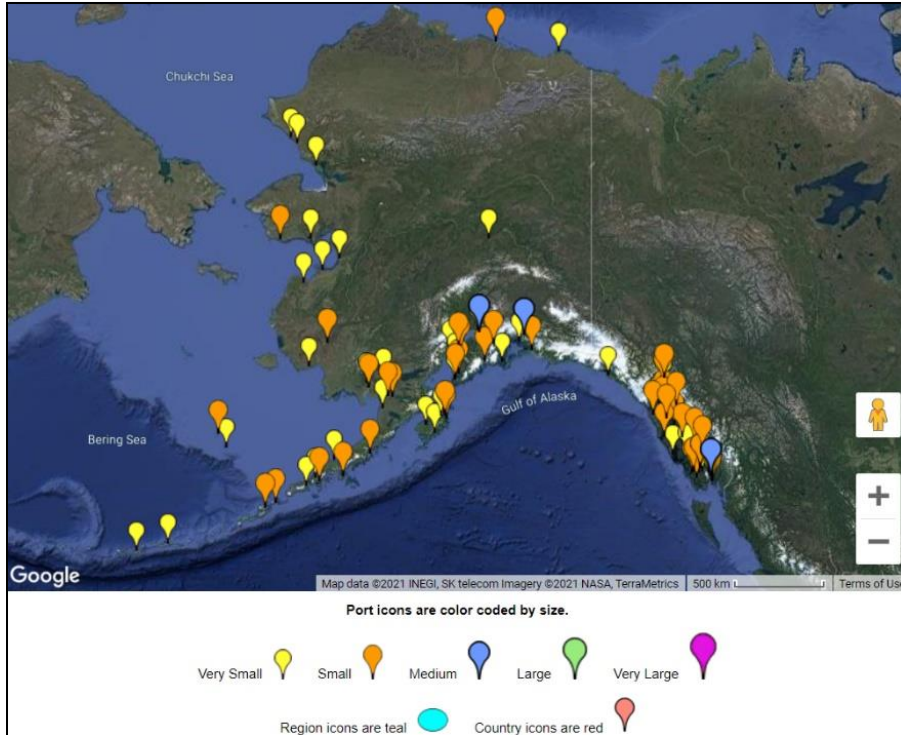 Chukchi Sea
Gulf of Alaska
Bering Sea
Google
Map data ©2021 INEGI, SK telecom Imagery ©2021 NASA, TerraMetrics 500 km Terms of Use
Port icons are color coded by size.
Very Small Small Medium Large Very Large
Region icons are teal Country icons are red